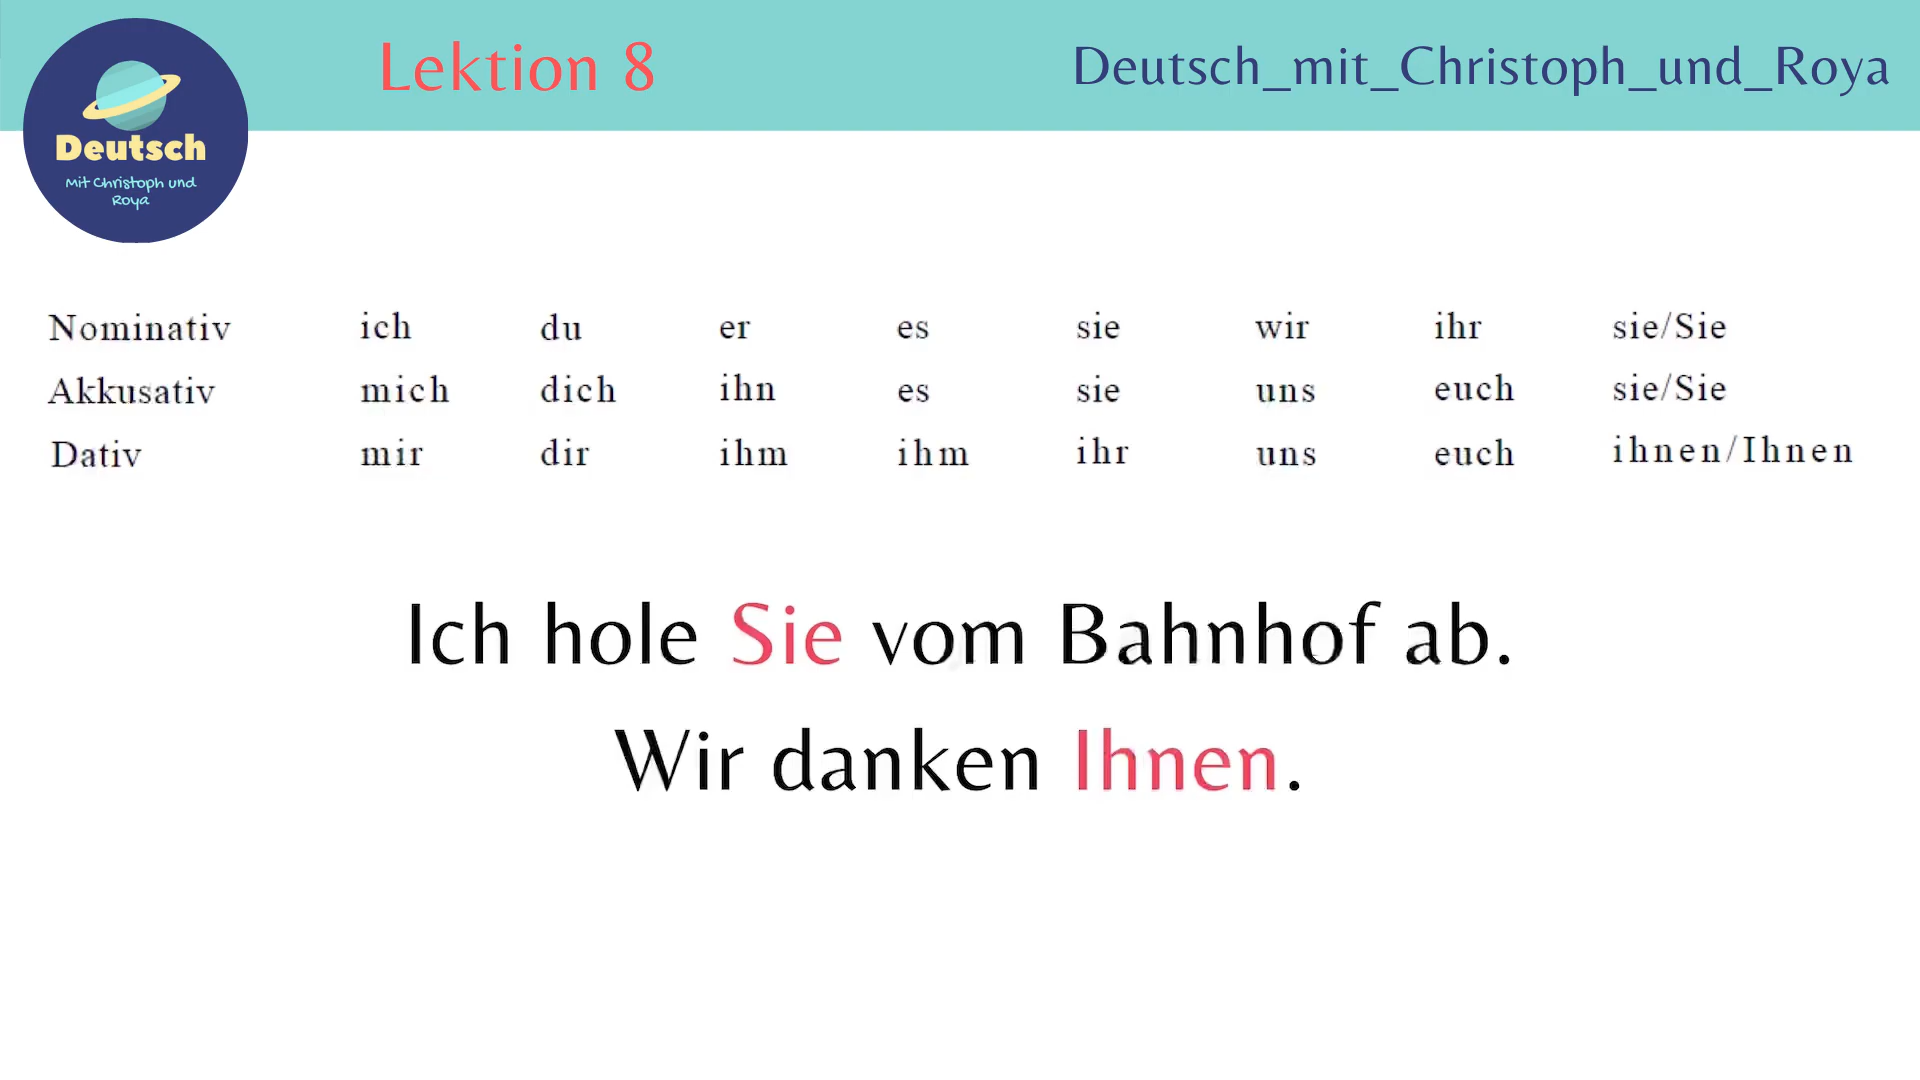 Lektion 8
Deutsch_mit_Christoph_und_Roya
Deutsch
Mit Christoph und
Roya
Nominativ ich du er es sie wir ihr sie/Sie
Akkusativ mich dich ihn es sie uns euch sie/Sie
Dativ mir dir ihm ihm ihr uns euch ihnen/Ihnen
Ich hole Sie vom Bahnhof ab.
Wir danken Ihnen.